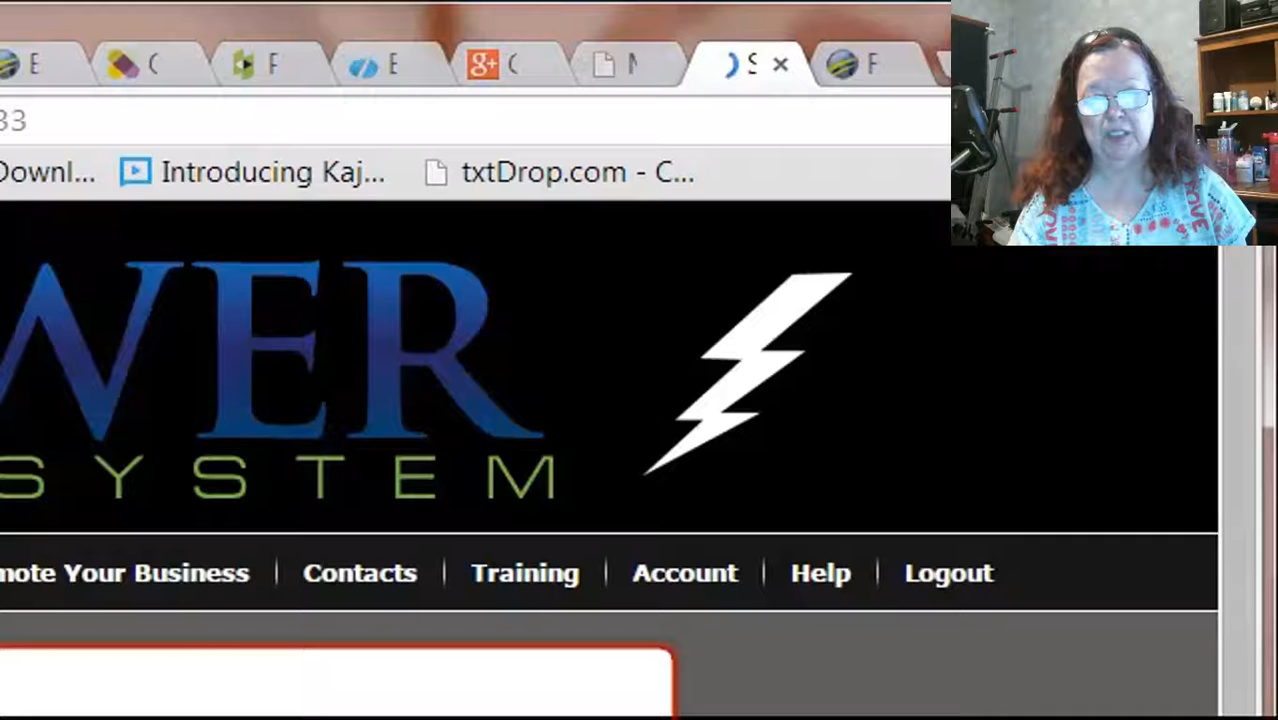 E C F E g+ C N S × F
33
Downl... Introducing Kaj... txtDrop.com - C...
WER
SYSTEM
mote Your Business Contacts Training Account Help Logout